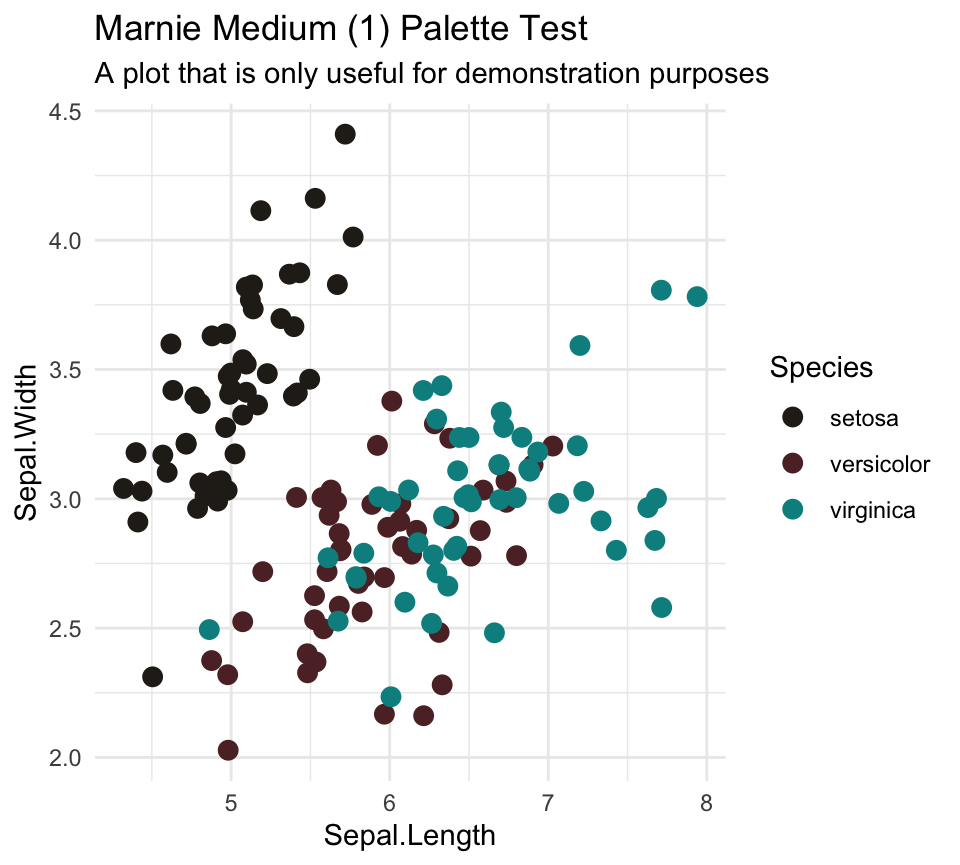 Marnie Medium (1) Palette Test
A plot that is only useful for demonstration purposes
4.5
4.0
3.5
3.0
2.5
2.0
Sepal.Width
5 6 7 8
Sepal.Length
Species
setosa
versicolor
virginica